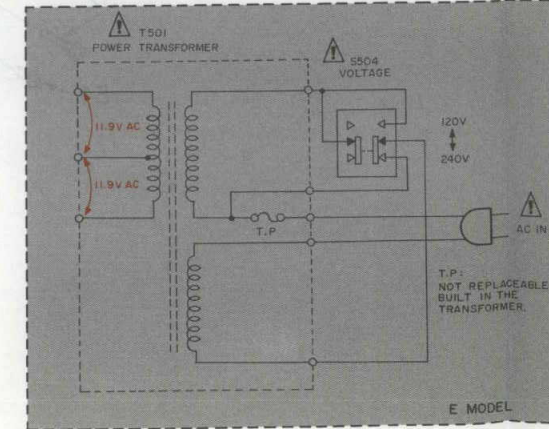 T501
POWER TRANSFORMER
S504
VOLTAGE
11.9V AC
11.9V AC
120V
240V
T.P
AC IN
T.P:
NOT REPLACEABLE
BUILT IN THE
TRANSFORMER.
E MODEL